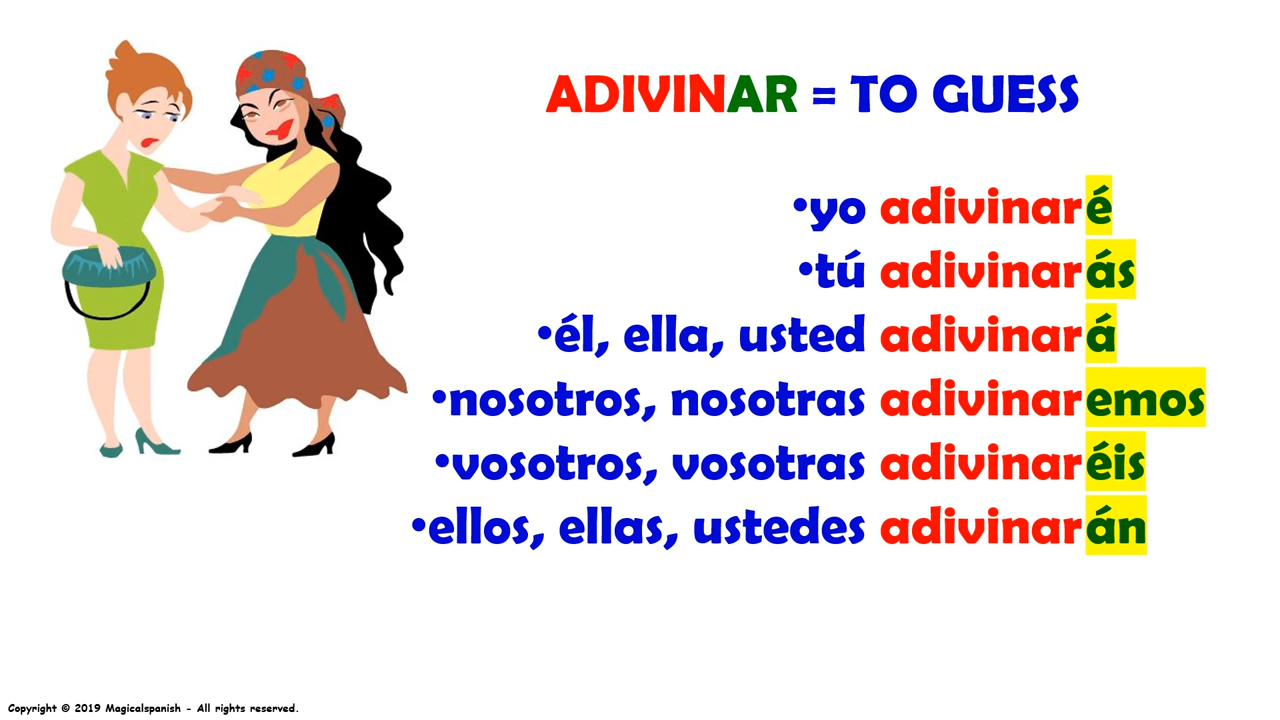 ADIVINAR = TO GUESS
•yo adivinaré
•tú adivinarás
•él, ella, usted adivinará
•nosotros, nosotras adivinaremos
•vosotros, vosotras adivinaréis
•ellos, ellas, ustedes adivinarán
Copyright © 2019 Magicalspanish - All rights reserved.